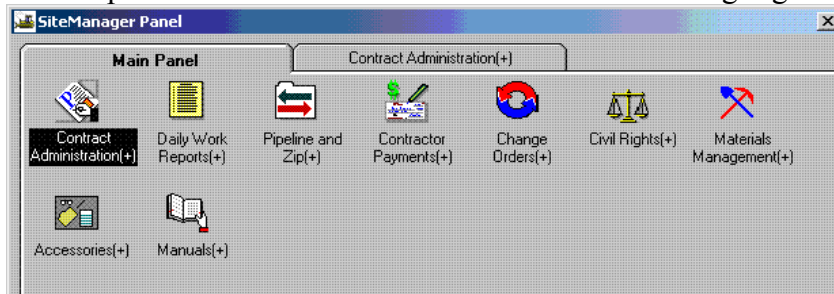 SiteManager Panel
Main Panel
Contract Administration(+)
Contract
Administration(+)
Daily Work
Reports(+)
Pipeline and
Zip(+)
Contractor
Payments(+)
Change
Orders(+)
Civil Rights(+)
Materials
Management(+)
Accessories(+)
Manuals(+)